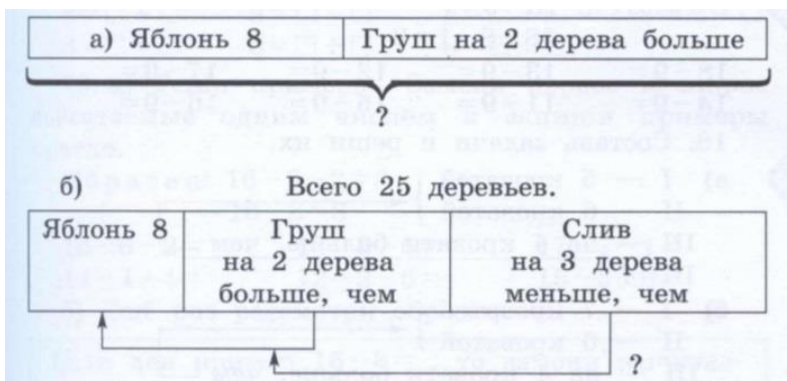 а) Яблонь 8 Груш на 2 дерева больше
?
б) Всего 25 деревьев.
Яблонь 8 Груш Слив
на 2 дерева на 3 дерева
больше, чем меньше, чем
?